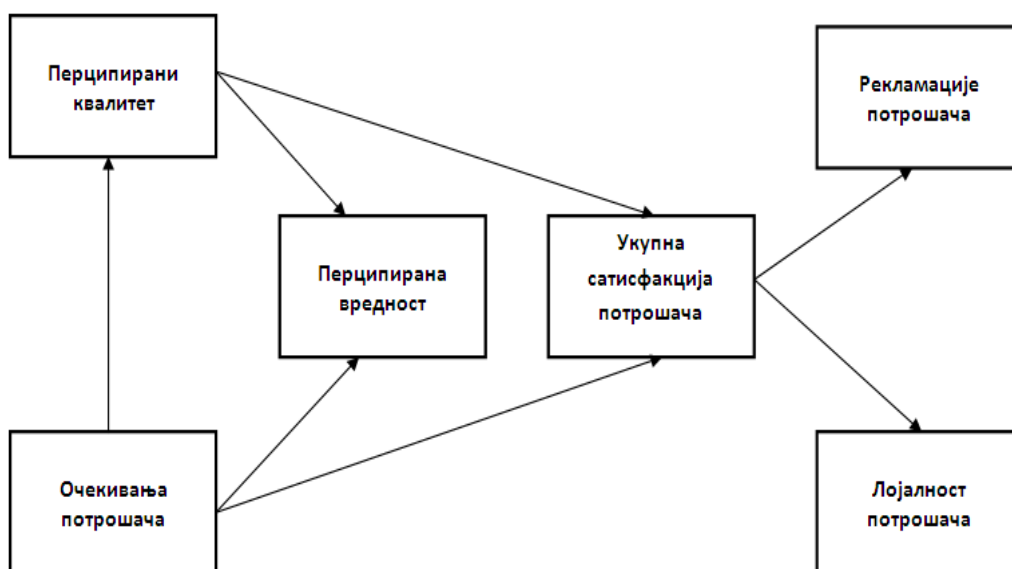 Перципирани
квалитет
Рекламације
потрошача
Перципирана
вредност
Укупна
сатисфакција
потрошача
Очекивања
потрошача
Лојалност
потрошача